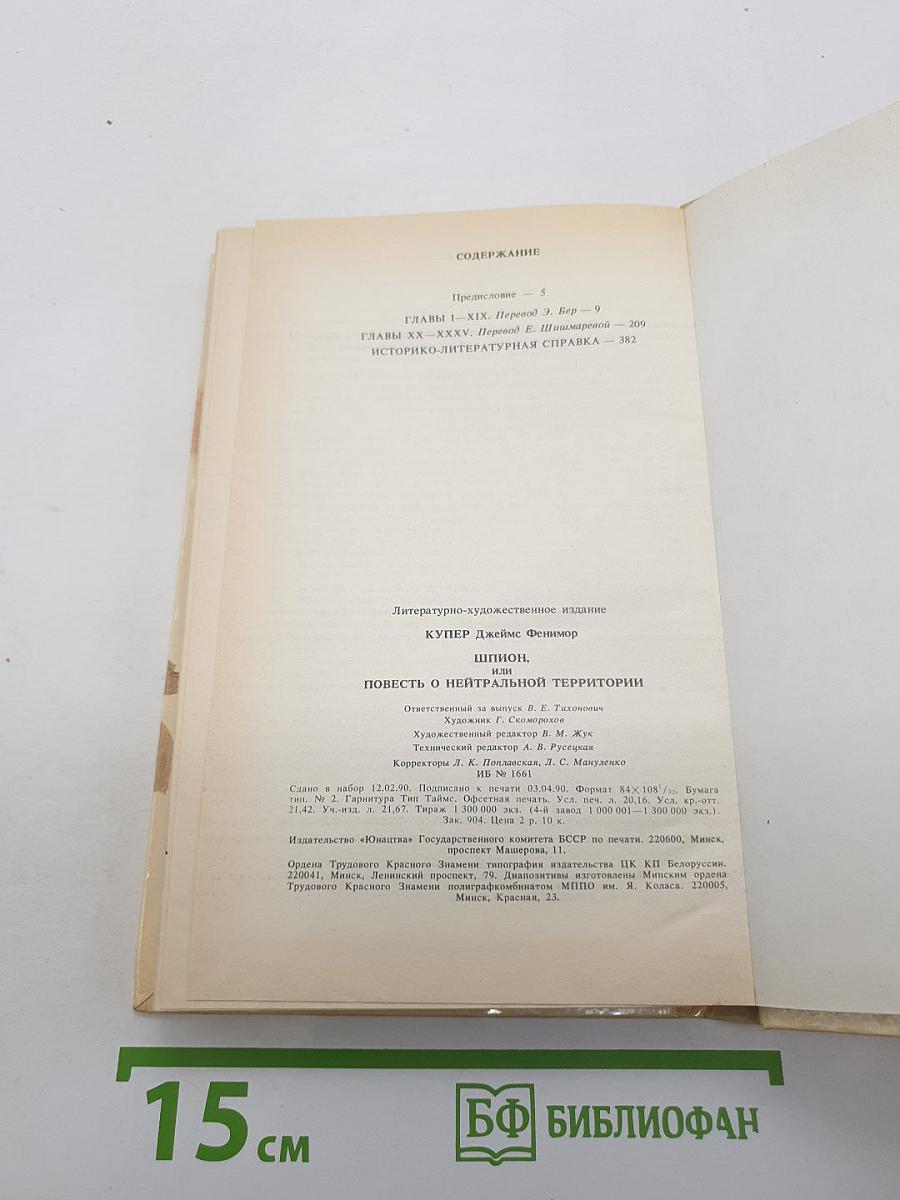 СОДЕРЖАНИЕ
Предисловие — 5
ГЛАВЫ I—XIX. Перевод Э. Бер — 9
ГЛАВЫ XX—XXXV. Перевод Е. Шишмаревой — 209
ИСТОРИКО-ЛИТЕРАТУРНАЯ СПРАВКА — 382
Литературно-художественное издание
КУПЕР Джеймс Фенимор
ШПИОН,
или
ПОВЕСТЬ О НЕЙТРАЛЬНОЙ ТЕРРИТОРИИ
Ответственный за выпуск В. Е. Тихонович
Художник Г. Скоморохов
Художественный редактор В. М. Жук
Технический редактор А. В. Русецкая
Корректоры Л. К. Поплавская, Л. С. Мануленко
ИБ № 1661
Сдано в набор 12.02.90. Подписано к печати 03.04.90. Формат 84×108¹/₃₂. Бумага
тип. № 2. Гарнитура Тип Таймс. Офсетная печать. Усл. печ. л. 20,16. Усл. кр.-отт.
21,42. Уч.-изд. л. 21,67. Тираж 1 300 000 экз. (4-й завод 1 000 001—1 300 000 экз.).
Зак. 904. Цена 2 р. 10 к.
Издательство «Юнацтва» Государственного комитета БССР по печати. 220600, Минск,
проспект Машерова, 11.
Ордена Трудового Красного Знамени типография издательства ЦК КП Белоруссии.
220041, Минск, Ленинский проспект, 79. Диапозитивы изготовлены Минским ордена
Трудового Красного Знамени полиграфкомбинатом МППО им. Я. Коласа. 220005,
Минск, Красная, 23.
15 см
БФ БИБЛИОФАН